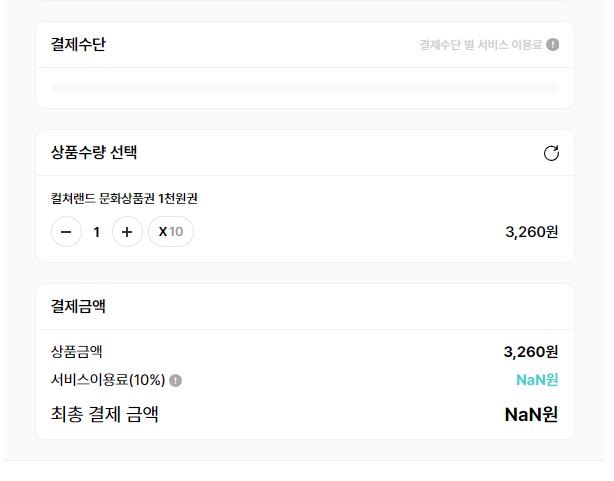 결제수단
결제수단 별 서비스 이용료 !
상품수량 선택
컬쳐랜드 문화상품권 1천원권
− 1 + X10
3,260원
결제금액
상품금액 3,260원
서비스이용료(10%) ! NaN원
최종 결제 금액 NaN원